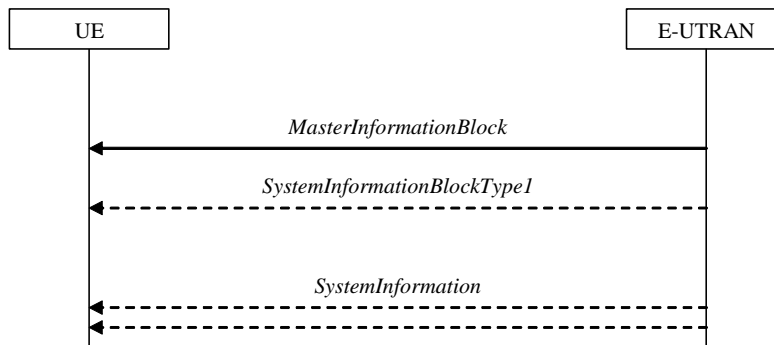 UE
E-UTRAN
MasterInformationBlock
SystemInformationBlockType1
SystemInformation